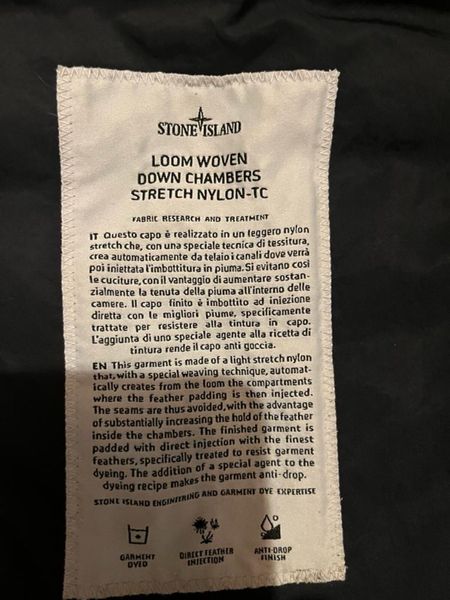 STONE ISLAND
LOOM WOVEN
DOWN CHAMBERS
STRETCH NYLON-TC
FABRIC RESEARCH AND TREATMENT
IT Questo capo è realizzato in un leggero nylon
stretch che, con una speciale tecnica di tessitura,
crea automaticamente da telaio i canali dove verrà
poi iniettata l'imbottitura in piuma. Si evitano così
le cuciture, con il vantaggio di aumentare sostan-
zialmente la tenuta della piuma all'interno delle
camere. Il capo finito è imbottito ad iniezione
diretta con le migliori piume, specificamente
trattate per resistere alla tintura in capo.
L'aggiunta di uno speciale agente alla ricetta di
tintura rende il capo anti goccia.
EN This garment is made of a light stretch nylon
that, with a special weaving technique, automat-
ically creates from the loom the compartments
where the feather padding is then injected.
The seams are thus avoided, with the advantage
of substantially increasing the hold of the feather
inside the chambers. The finished garment is
padded with direct injection with the finest
feathers, specifically treated to resist garment
dyeing. The addition of a special agent to the
dyeing recipe makes the garment anti-drop.
STONE ISLAND ENGINEERING AND GARMENT DYE EXPERTISE
GARMENT
DYED
DIRECT FEATHER
INJECTION
ANTI-DROP
FINISH